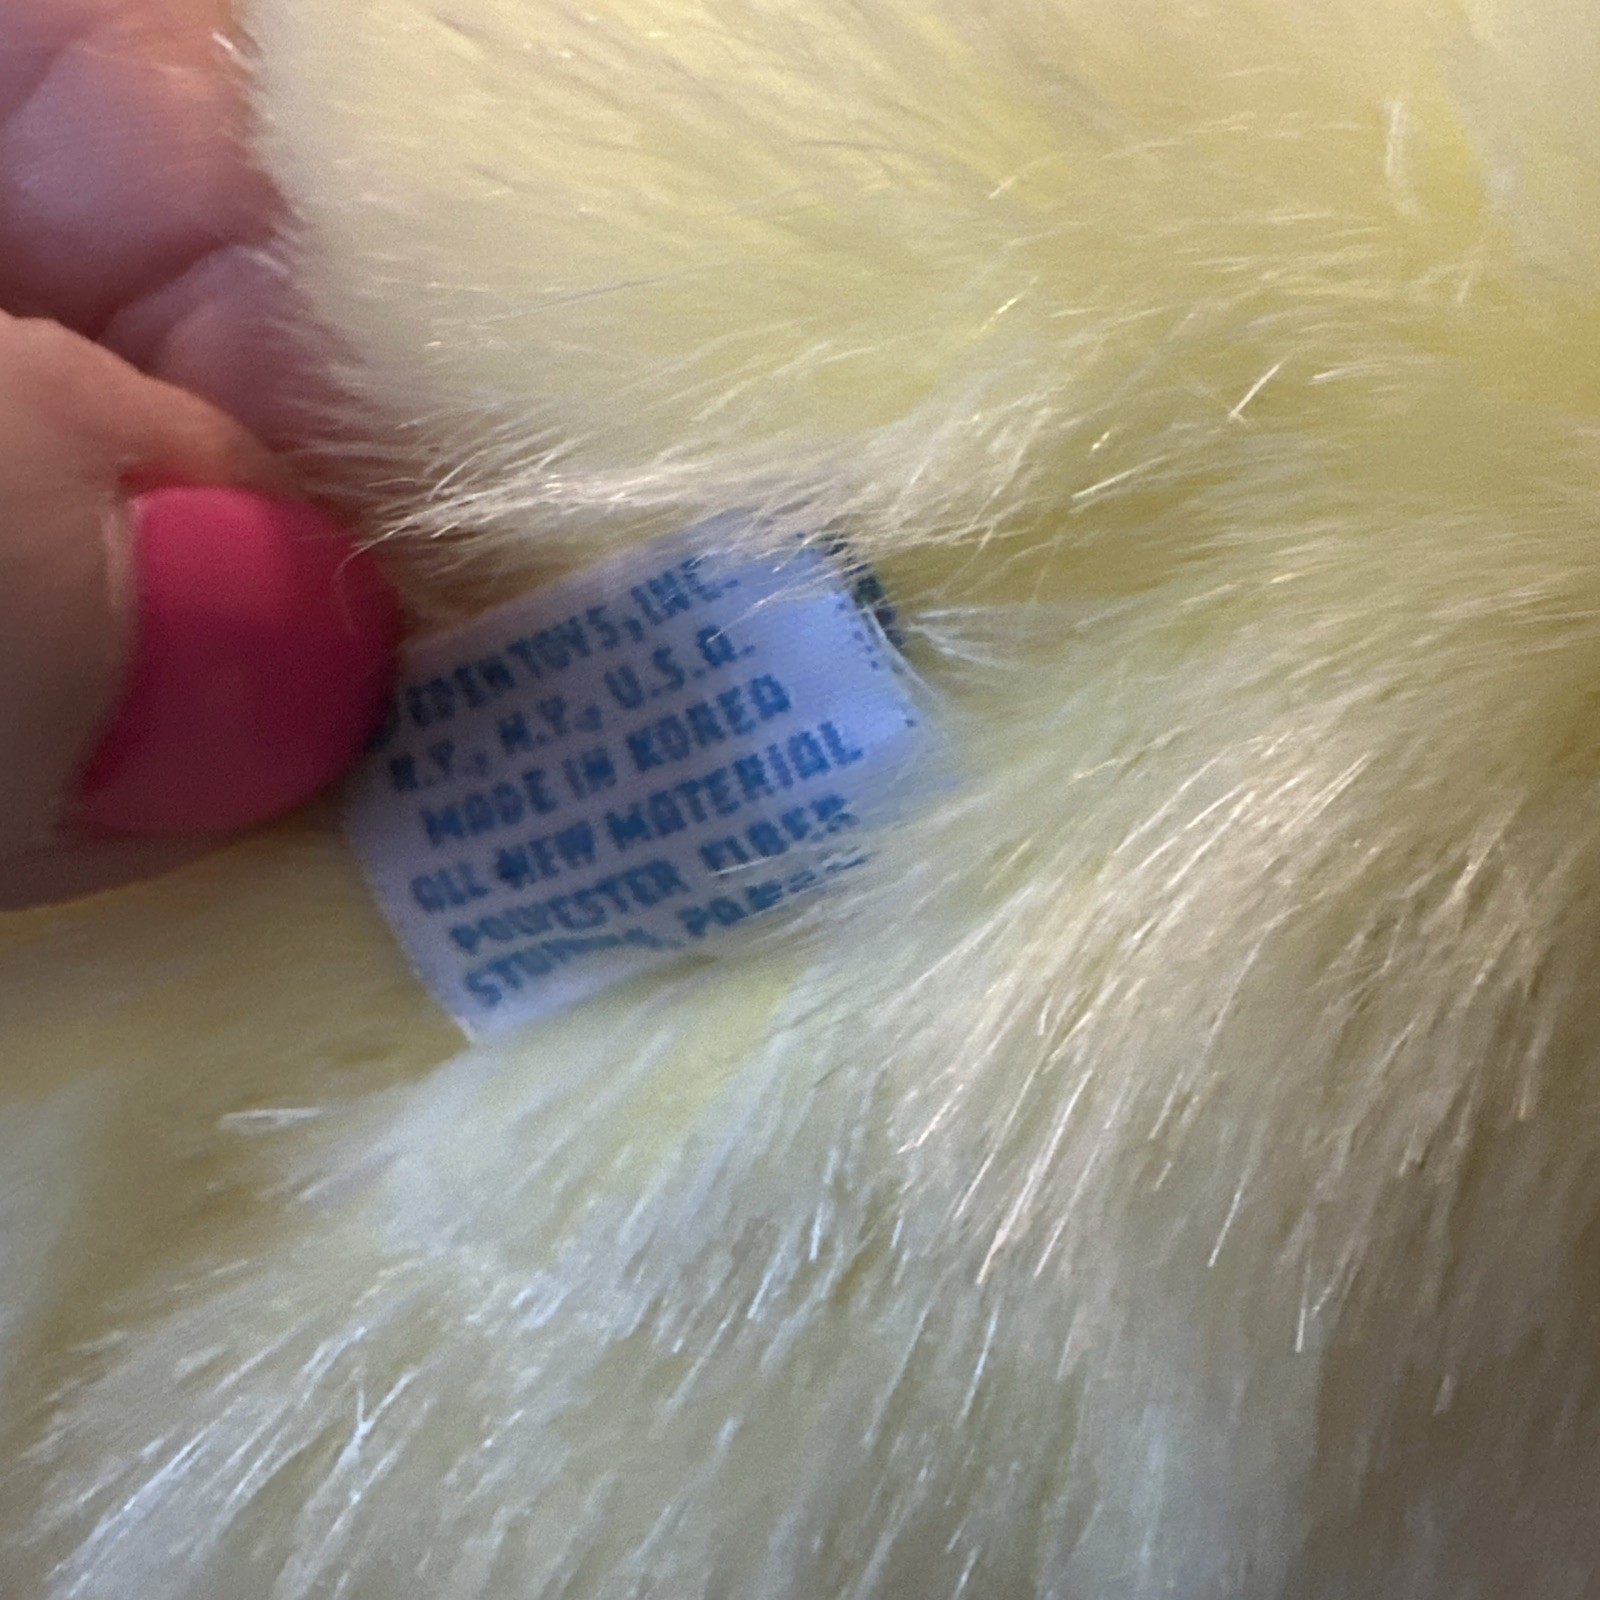 EDEN TOYS, INC.
N.Y., N.Y., U.S.A.
MADE IN KOREA
ALL NEW MATERIAL
POLYESTER FIBER